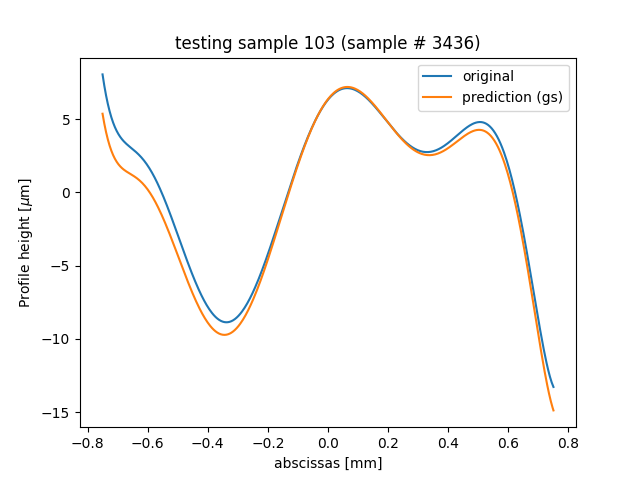 testing sample 103 (sample # 3436)
original
prediction (gs)
Profile height [μm]
5
0
−5
−10
−15
−0.8 −0.6 −0.4 −0.2 0.0 0.2 0.4 0.6 0.8
abscissas [mm]